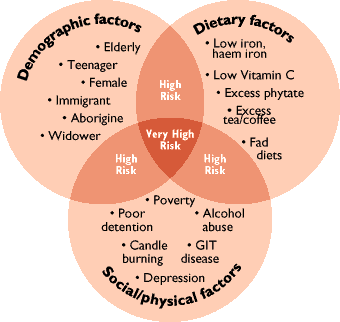 Demographic factors
• Elderly
• Teenager
• Female
• Immigrant
• Aborigine
• Widower
Dietary factors
• Low iron,
haem iron
• Low Vitamin C
• Excess phytate
• Excess
tea/coffee
• Fad
diets
High
Risk
Very High
Risk
High
Risk
High
Risk
• Poverty
• Poor
detention
• Alcohol
abuse
• Candle
burning
• GIT
disease
• Depression
Social/physical factors